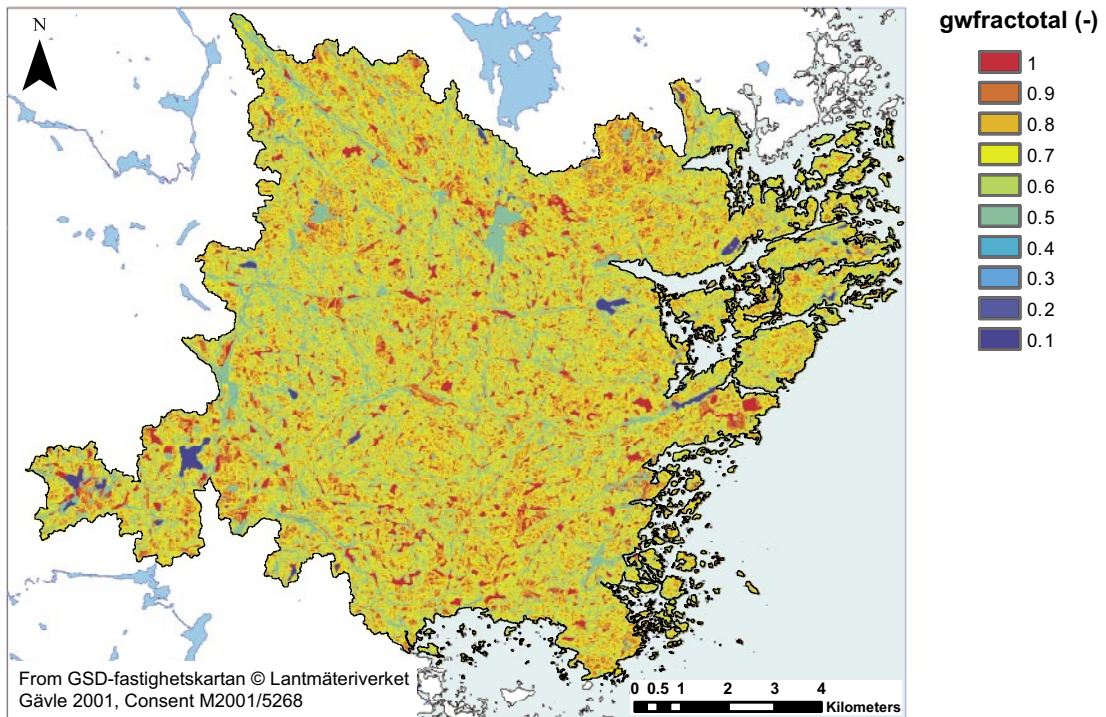 N
gwfractotal (-)
1
0.9
0.8
0.7
0.6
0.5
0.4
0.3
0.2
0.1
From GSD-fastighetskartan © Lantmäteriverket
Gävle 2001, Consent M2001/5268
0 0.5 1 2 3 4
Kilometers